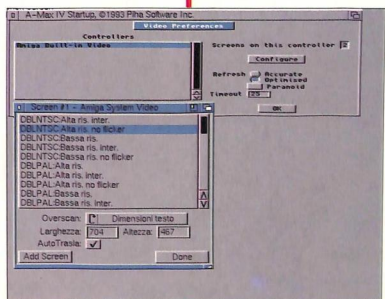 A-Max IV Startup, ©1993 Piha Software Inc.
Video Preferences
Controllers
Amiga Built-in Video
Screens on this controller 2
Configure
Refresh Accurate
Optimised
Paranoid
Timeout 25
OK
Screen #1 - Amiga System Video
DBLNTSC:Alta ris. inter.
DBLNTSC:Alta ris. no flicker
DBLNTSC:Bassa ris.
DBLNTSC:Bassa ris. inter.
DBLNTSC:Bassa ris. no flicker
DBLPAL:Alta ris.
DBLPAL:Alta ris. inter.
DBLPAL:Alta ris. no flicker
DBLPAL:Bassa ris.
DBLPAL:Bassa ris. inter.
Overscan: Dimensioni testo
Larghezza: 704 Altezza: 467
AutoTrasla:
Add Screen Done